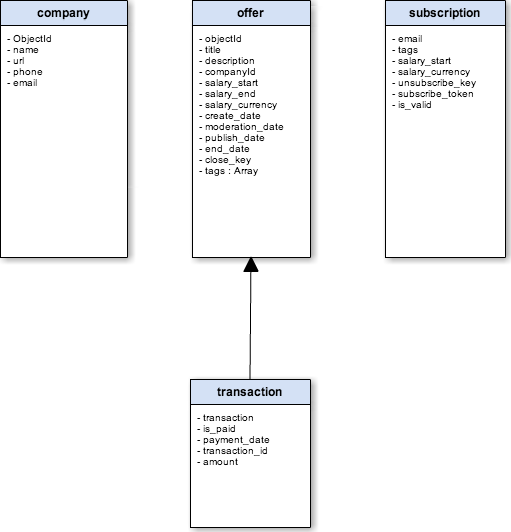 company
- ObjectId
- name
- url
- phone
- email
offer
- objectId
- title
- description
- companyId
- salary_start
- salary_end
- salary_currency
- create_date
- moderation_date
- publish_date
- end_date
- close_key
- tags : Array
subscription
- email
- tags
- salary_start
- salary_currency
- unsubscribe_key
- subscribe_token
- is_valid
transaction
- transaction
- is_paid
- payment_date
- transaction_id
- amount